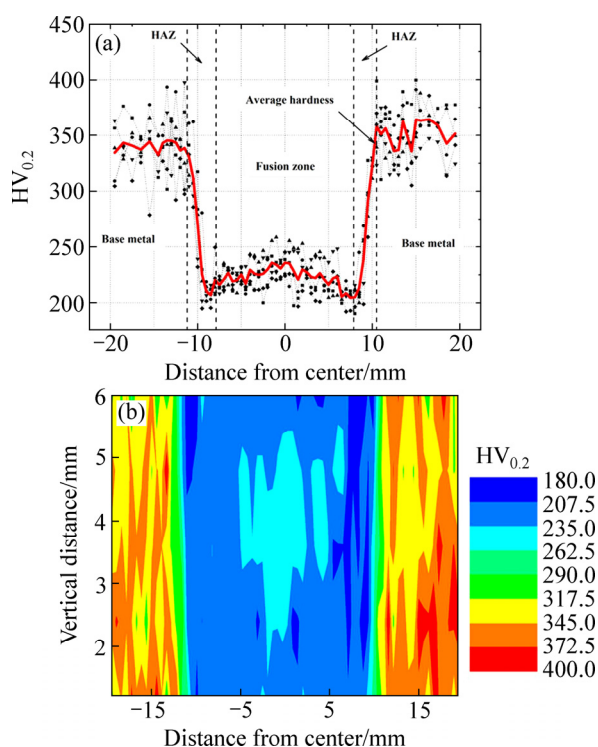 (a)
HAZ
HAZ
Average hardness
Fusion zone
Base metal
Base metal
HV0.2
450
400
350
300
250
200
−20
−10
0
10
20
Distance from center/mm
(b)
Vertical distance/mm
6
5
4
3
2
−15
−5
5
15
Distance from center/mm
HV0.2
180.0
207.5
235.0
262.5
290.0
317.5
345.0
372.5
400.0